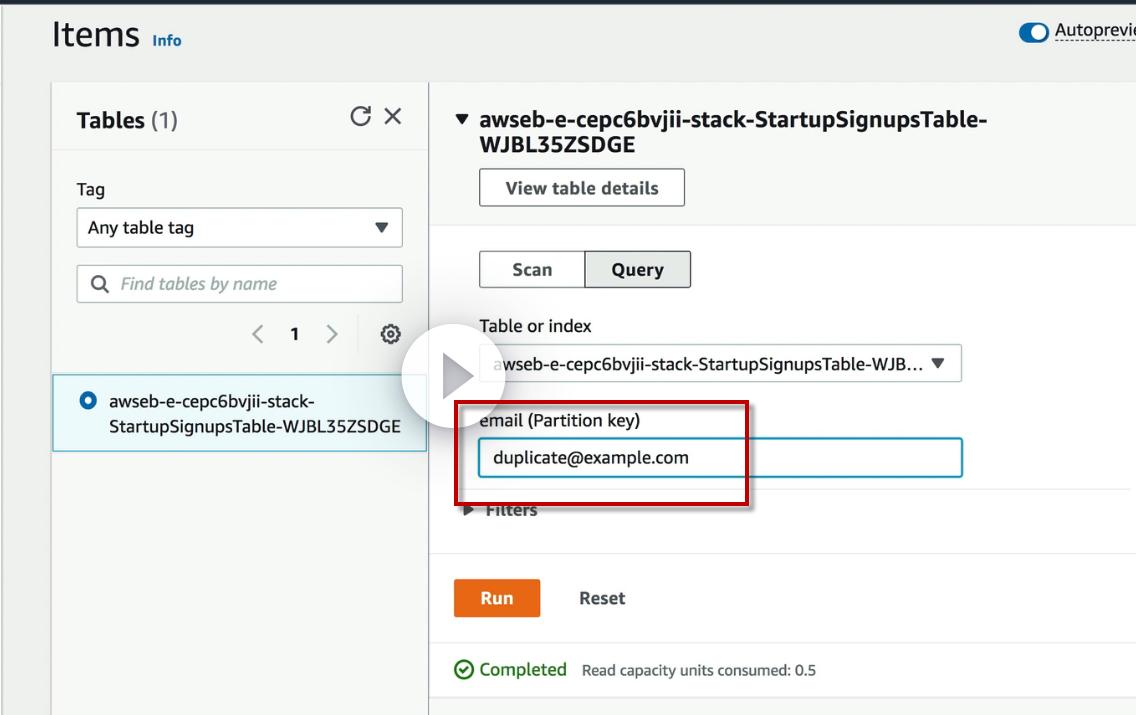 Items Info
Autoprevie
Tables (1)
Tag
Any table tag
Find tables by name
1
awseb-e-cepc6bvjii-stack-
StartupSignupsTable-WJBL35ZSDGE
awseb-e-cepc6bvjii-stack-StartupSignupsTable-
WJBL35ZSDGE
View table details
Scan Query
Table or index
awseb-e-cepc6bvjii-stack-StartupSignupsTable-WJB...
email (Partition key)
duplicate@example.com
Filters
Run Reset
Completed Read capacity units consumed: 0.5